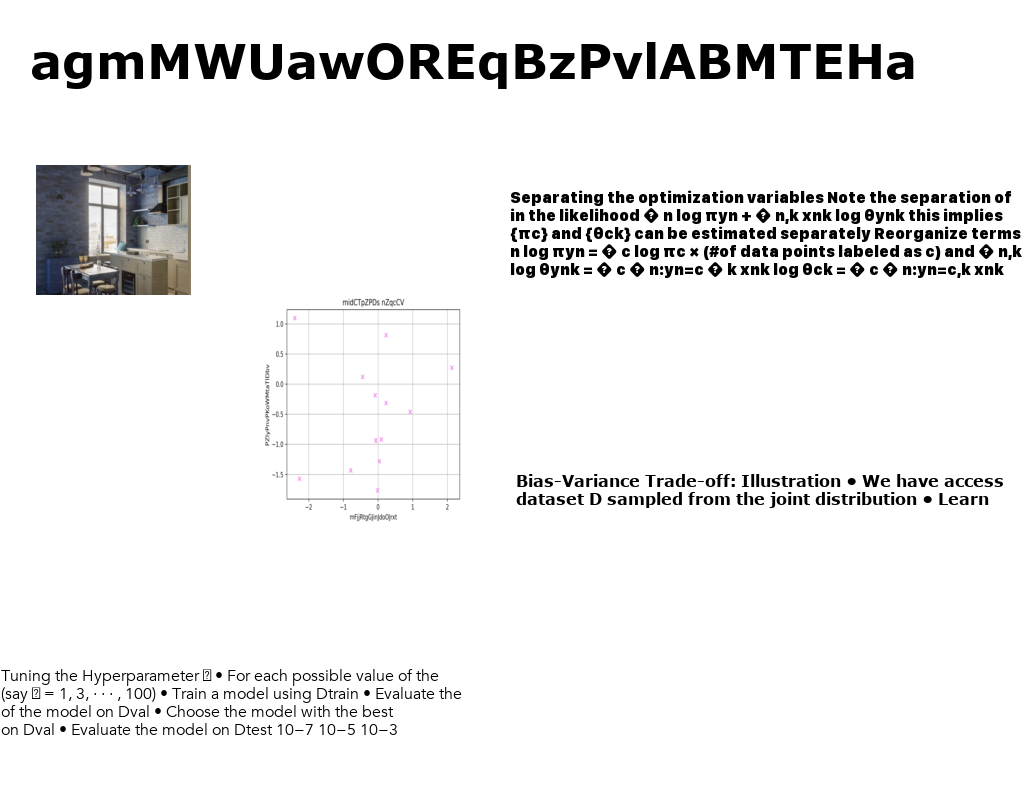 agmMWUawOREqBzPvlABMTEHa
Separating the optimization variables Note the separation of
in the likelihood � n log πyn + � n,k xnk log θynk this implies
{πc} and {θck} can be estimated separately Reorganize terms
n log πyn = � c log πc × (#of data points labeled as c) and � n,k
log θynk = � c � n:yn=c � k xnk log θck = � c � n:yn=c,k xnk
midCTpZPDs nZqcCV
1.0
0.5
0.0
−0.5
−1.0
−1.5
−2 −1 0 1 2
Bias-Variance Trade-off: Illustration • We have access
dataset D sampled from the joint distribution • Learn
Tuning the Hyperparameter • For each possible value of the
(say = 1, 3, · · · , 100) • Train a model using Dtrain • Evaluate the
of the model on Dval • Choose the model with the best
on Dval • Evaluate the model on Dtest 10−7 10−5 10−3